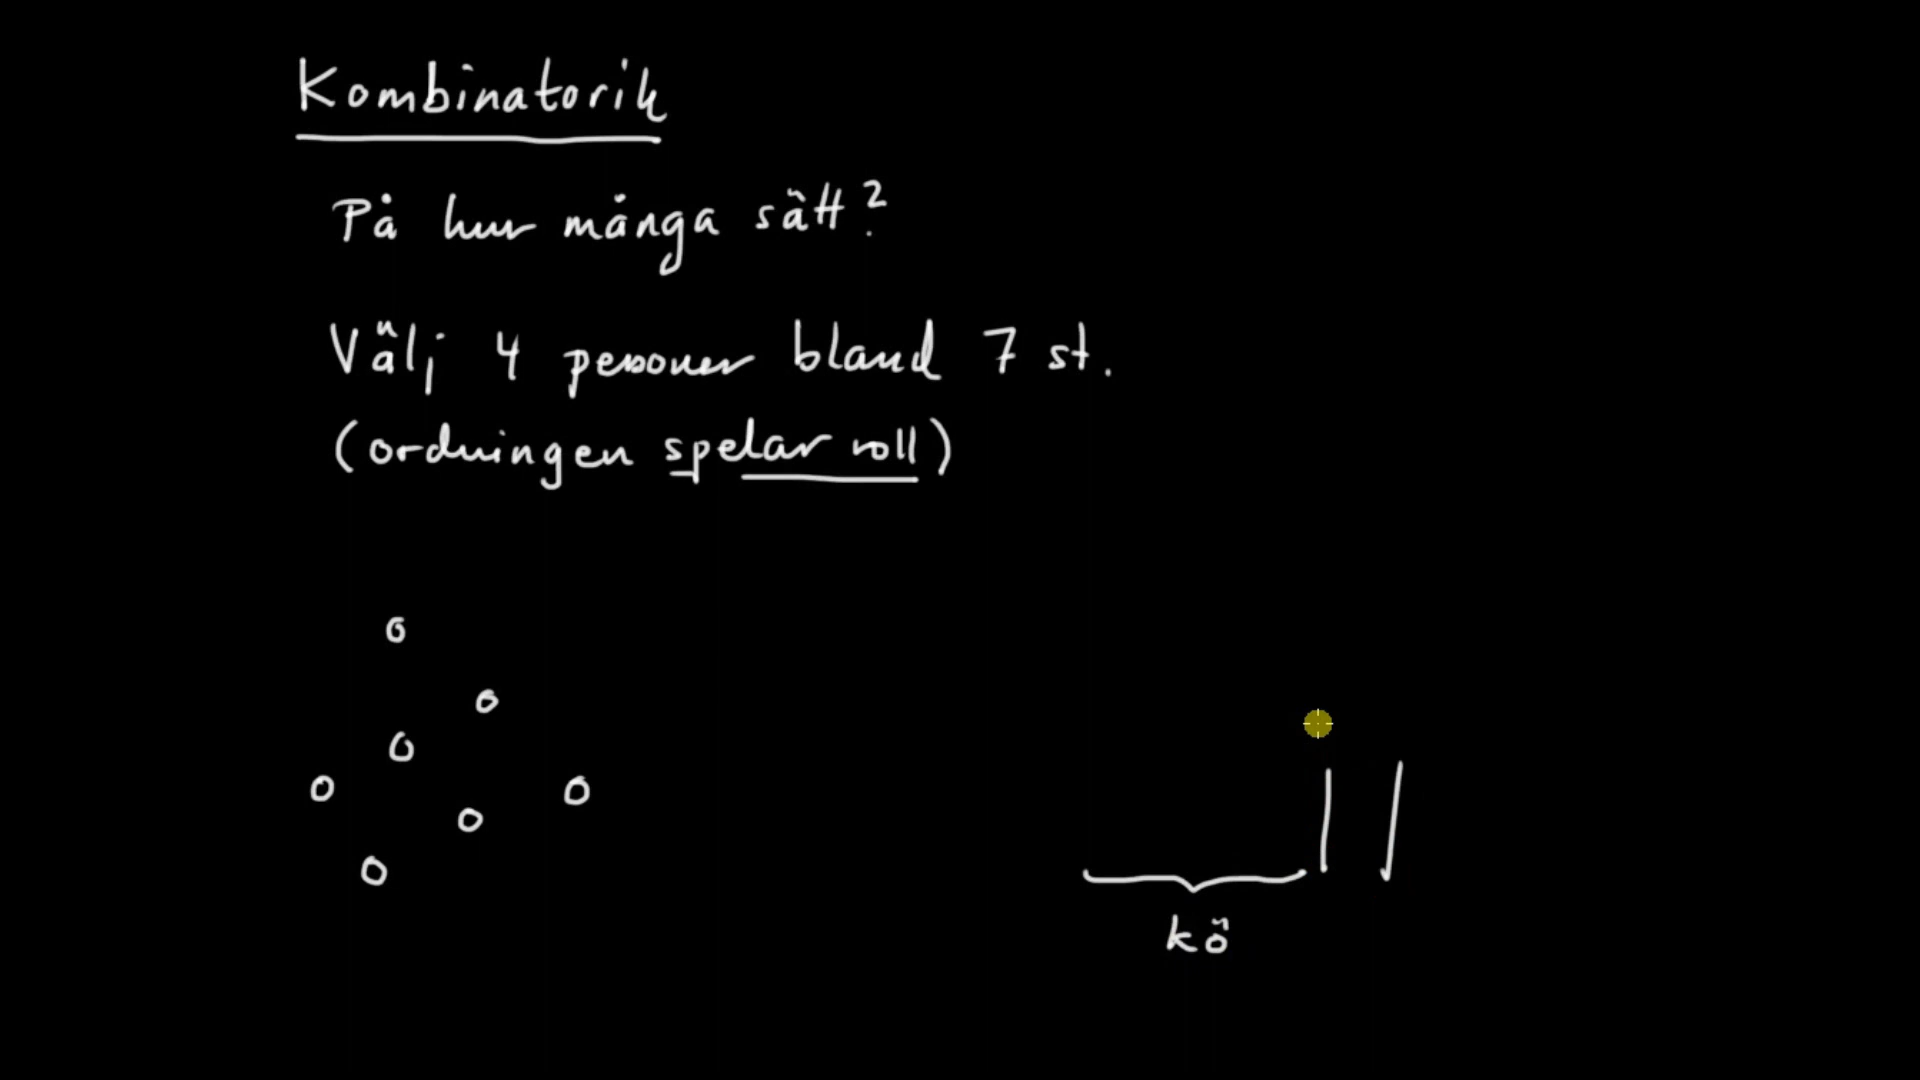 Kombinatorik
På hur många sätt?
Välj 4 personer bland 7 st.
(ordningen spelar roll)
kö